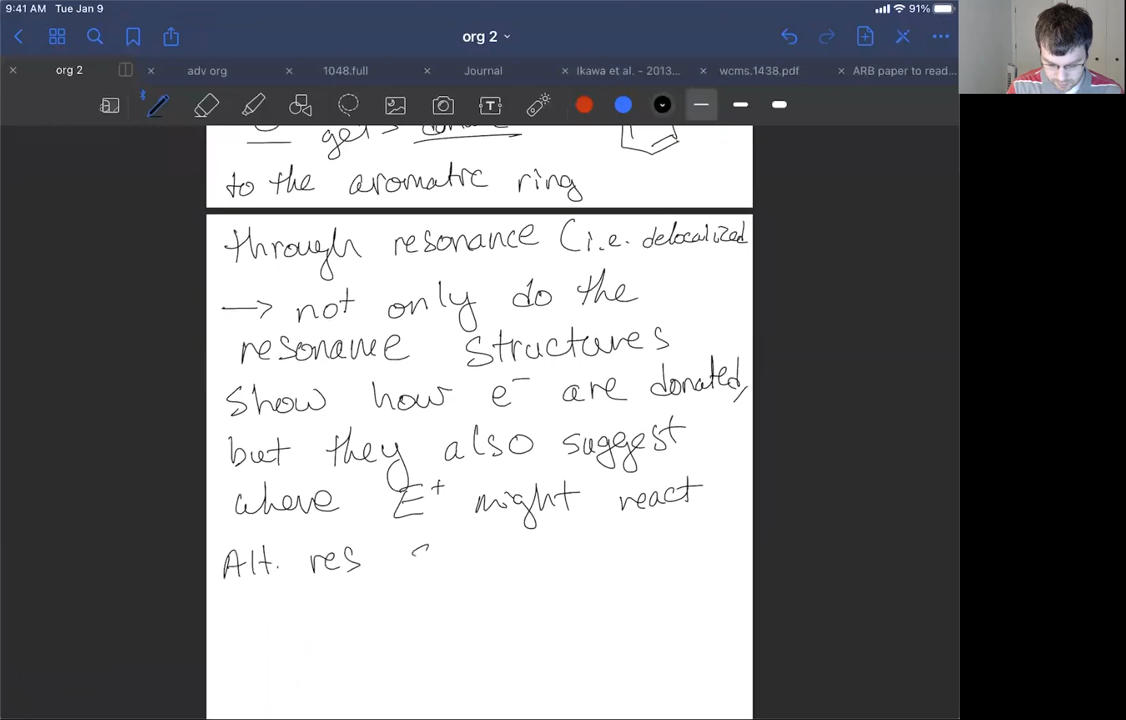 9:41 AM Tue Jan 9
91%
org 2
org 2
adv org
1048.full
Journal
Ikawa et al. - 2013...
wcms.1438.pdf
ARB paper to read...
gets
to the aromatic ring
through resonance (i.e. delocalized
→ not only do the
resonance structures
show how e⁻ are donated,
but they also suggest
where E⁺ might react
Alt. res